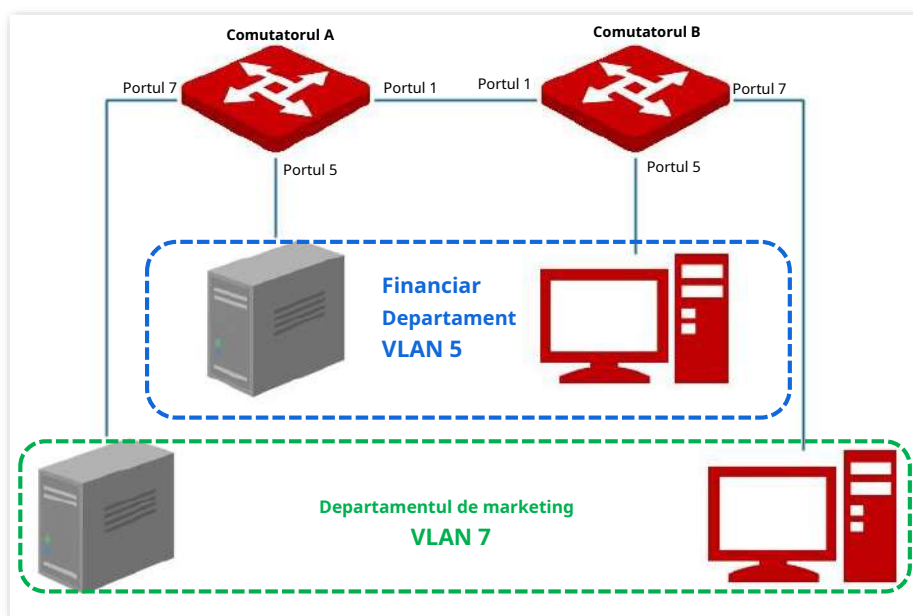 Comutatorul A
Comutatorul B
Portul 7
Portul 1
Portul 1
Portul 7
Portul 5
Portul 5
Financiar
Departament
VLAN 5
Departamentul de marketing
VLAN 7